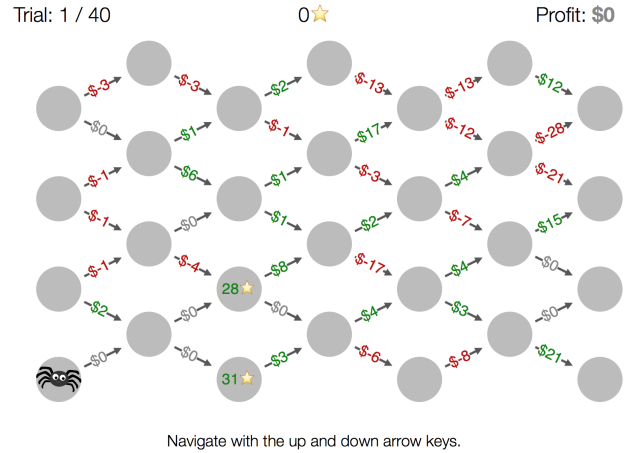 Trial: 1 / 40 0 Profit: $0
$-3 $-3 $2 $-13 $-13 $12
$0 $1 $-1 $17 $-12 $-28
$-1 $6 $1 $-3 $4 $-21
$-1 $0 $1 $2 $-7 $15
$-1 $-4 $8 $-17 $4 $0
28
$2 $0 $0 $4 $3 $0
$0 $0 $3 $-6 $-8 $21
31
Navigate with the up and down arrow keys.